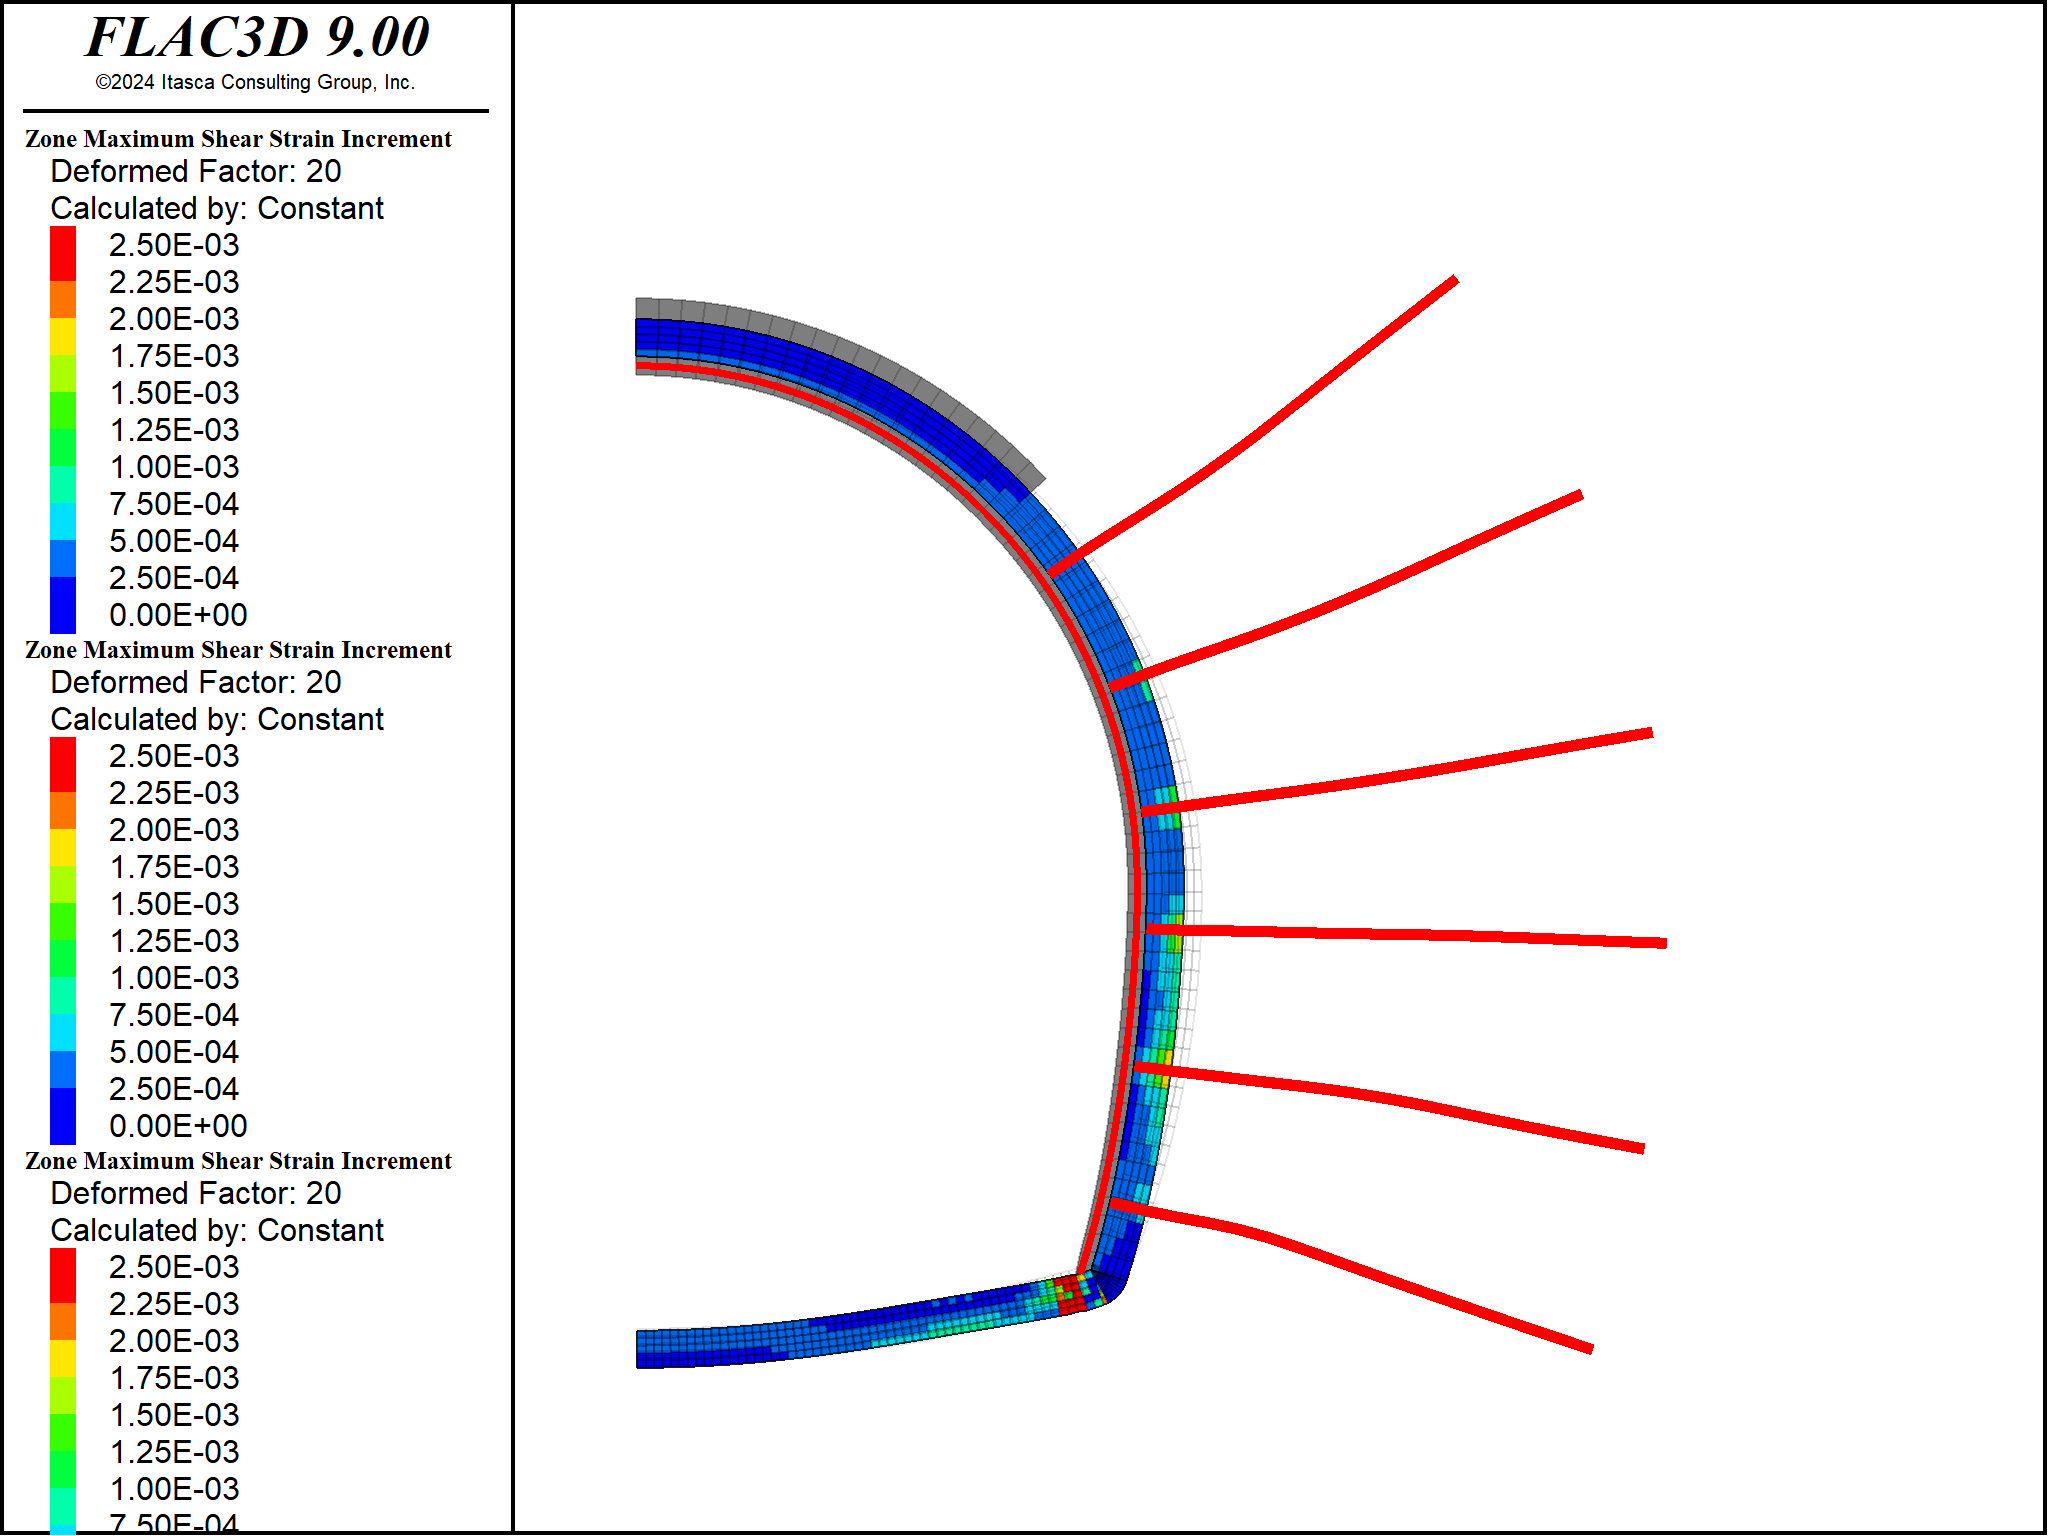 FLAC3D 9.00
©2024 Itasca Consulting Group, Inc.
Zone Maximum Shear Strain Increment
Deformed Factor: 20
Calculated by: Constant
2.50E-03
2.25E-03
2.00E-03
1.75E-03
1.50E-03
1.25E-03
1.00E-03
7.50E-04
5.00E-04
2.50E-04
0.00E+00
Zone Maximum Shear Strain Increment
Deformed Factor: 20
Calculated by: Constant
2.50E-03
2.25E-03
2.00E-03
1.75E-03
1.50E-03
1.25E-03
1.00E-03
7.50E-04
5.00E-04
2.50E-04
0.00E+00
Zone Maximum Shear Strain Increment
Deformed Factor: 20
Calculated by: Constant
2.50E-03
2.25E-03
2.00E-03
1.75E-03
1.50E-03
1.25E-03
1.00E-03
7.50E-04